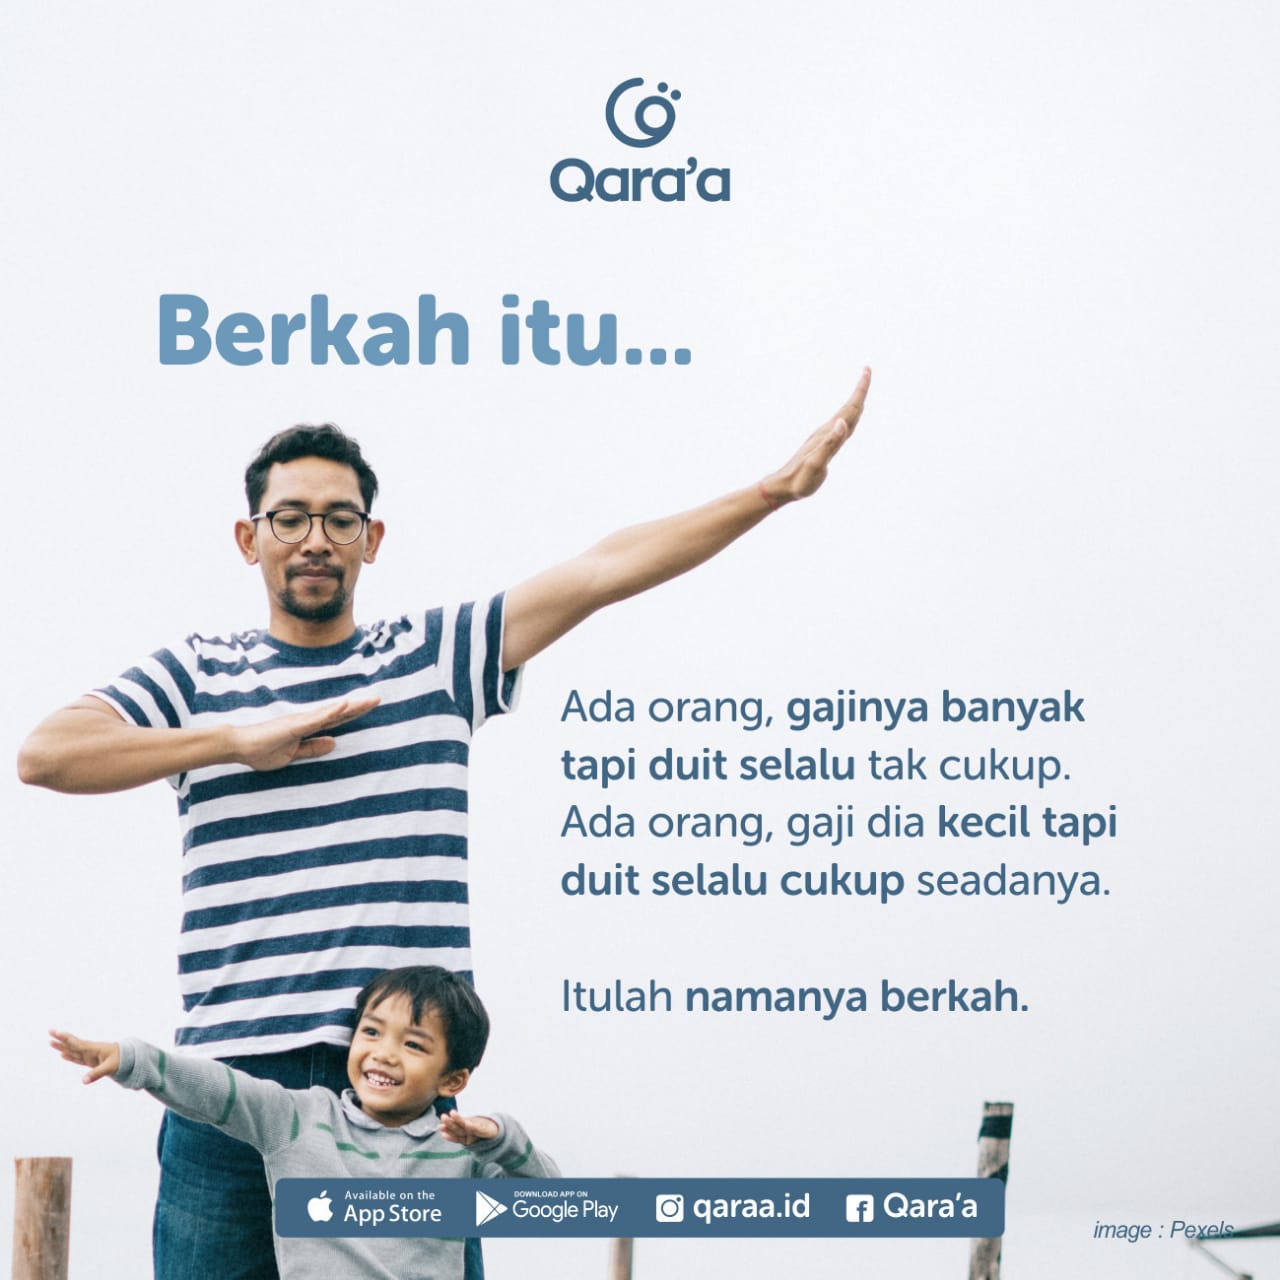 Qara'a
Berkah itu...
Ada orang, gajinya banyak
tapi duit selalu tak cukup.
Ada orang, gaji dia kecil tapi
duit selalu cukup seadanya.
Itulah namanya berkah.
Available on the
App Store
DOWNLOAD APP ON
Google Play
qaraa.id
Qara'a
image : Pexels